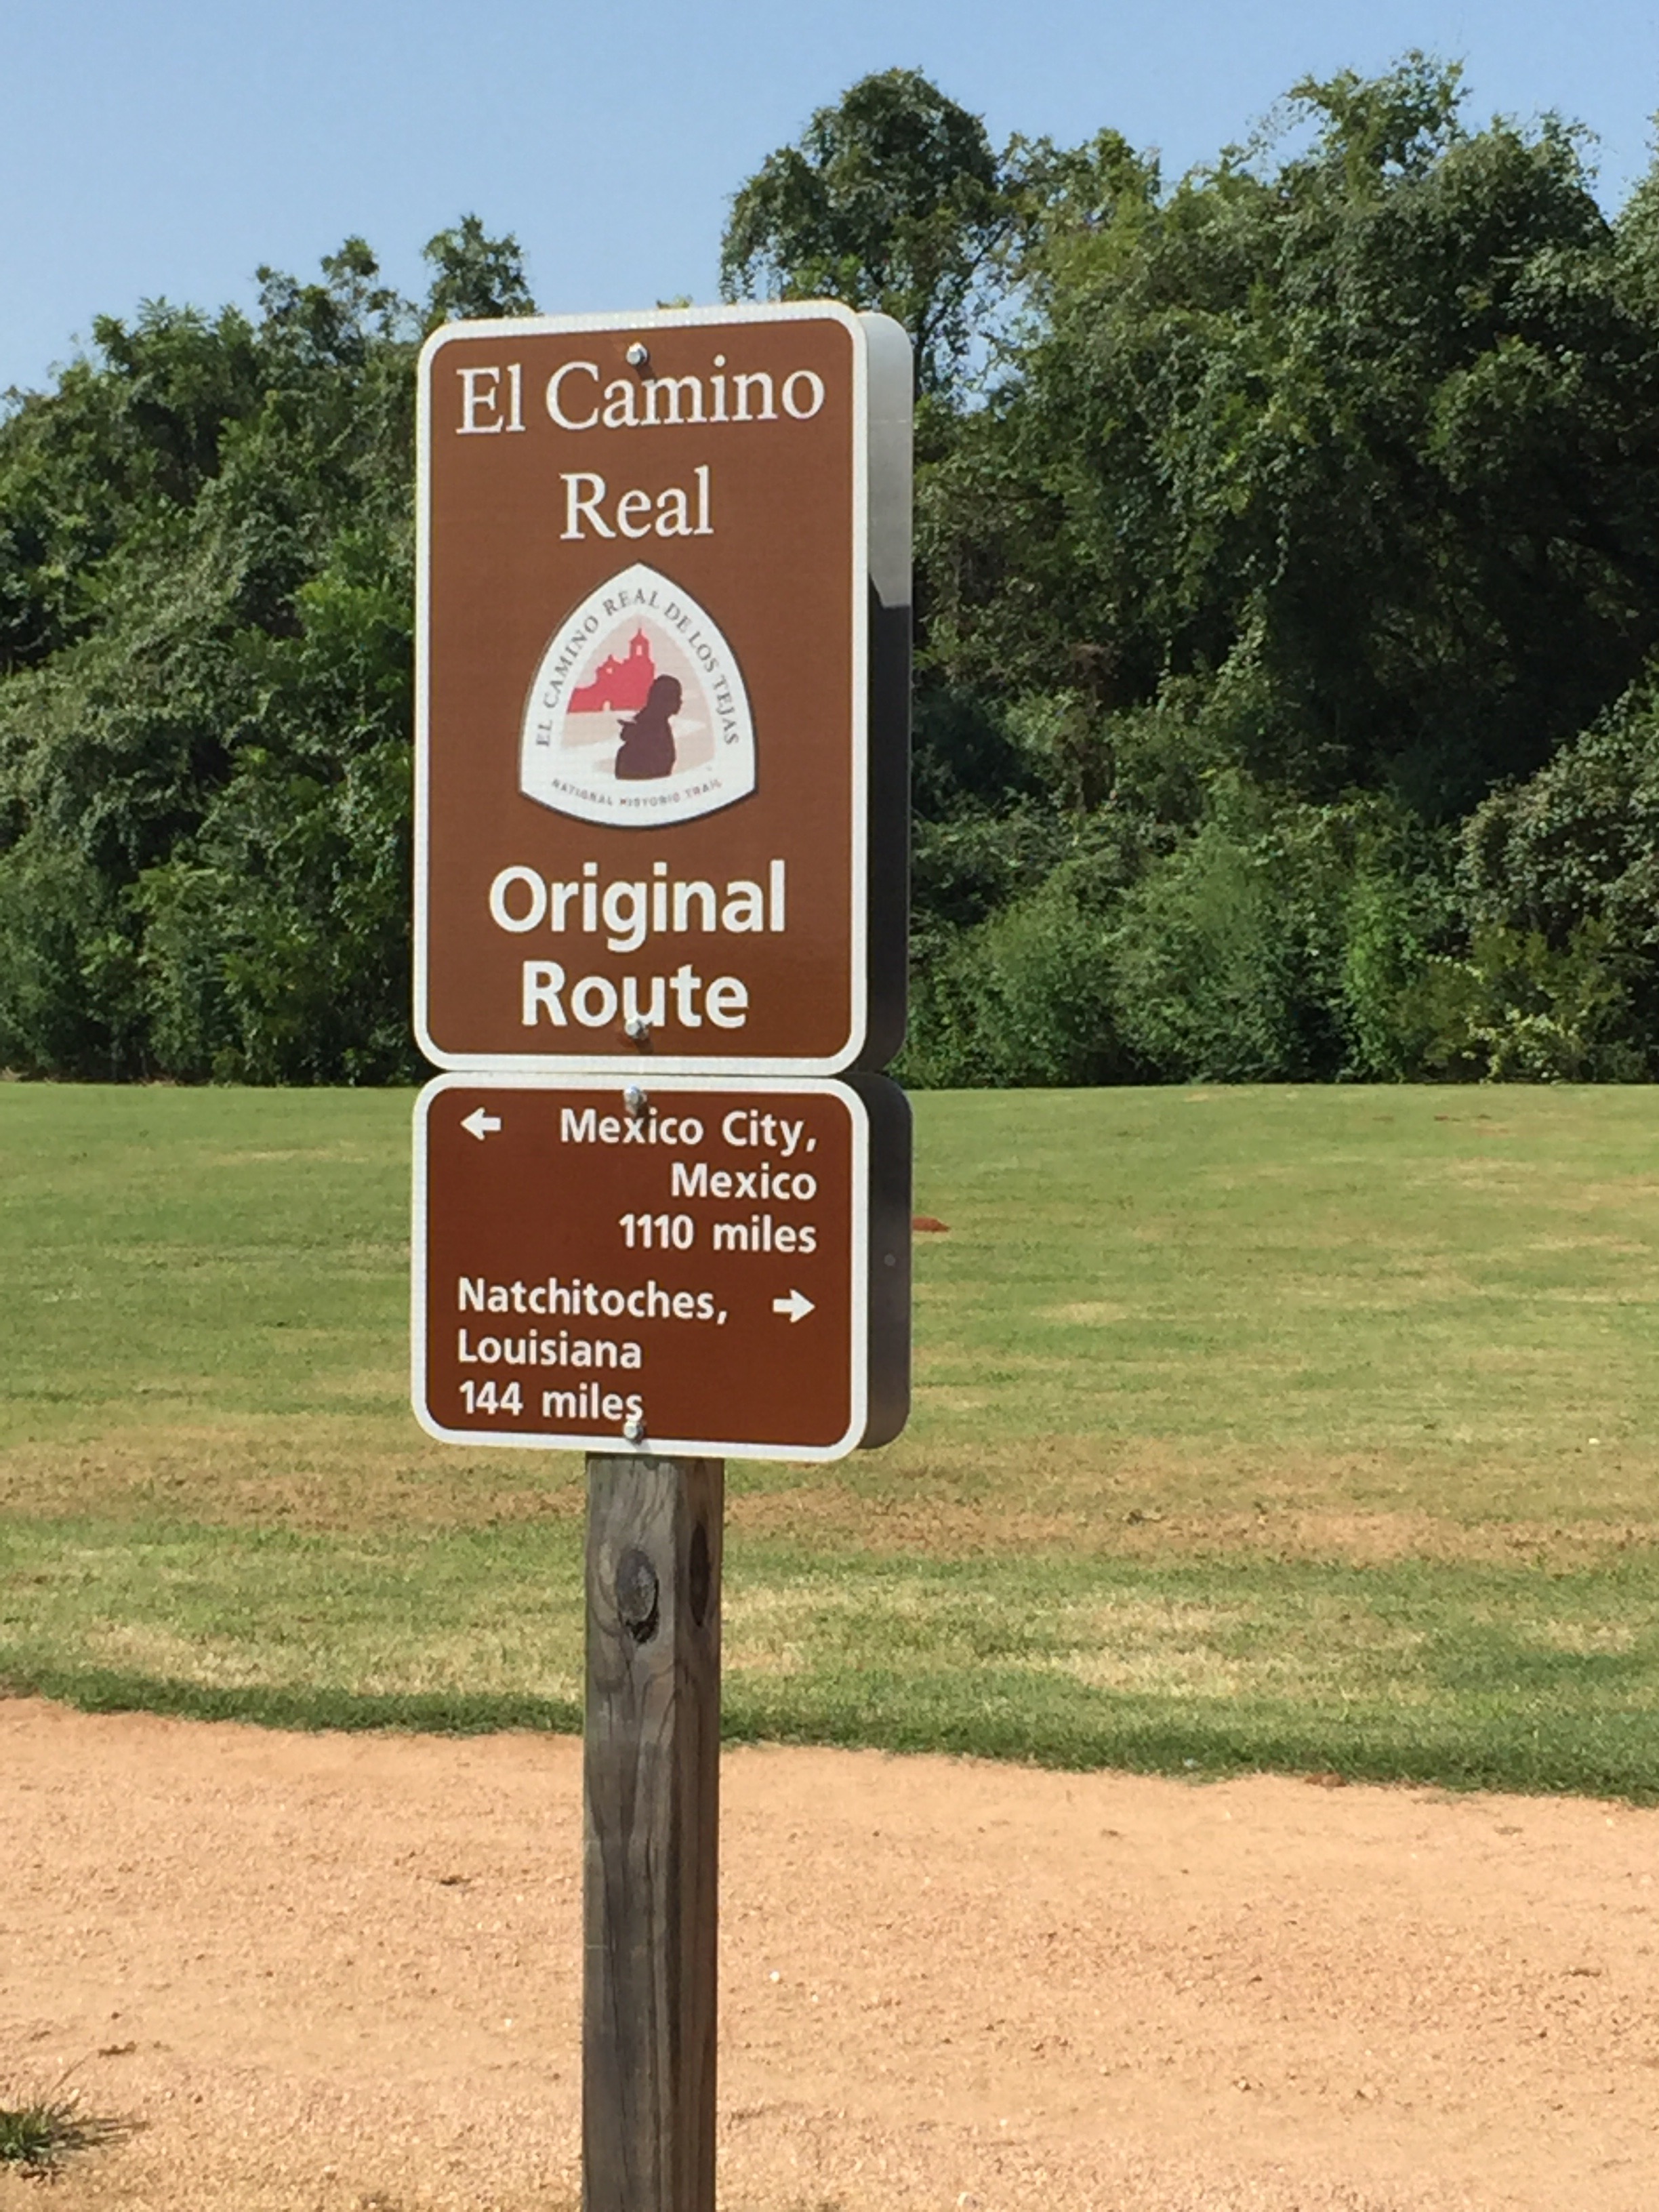 El Camino
Real
EL CAMINO REAL DE LOS TEJAS
NATIONAL HISTORIC TRAIL
Original
Route
← Mexico City,
Mexico
1110 miles
Natchitoches, →
Louisiana
144 miles